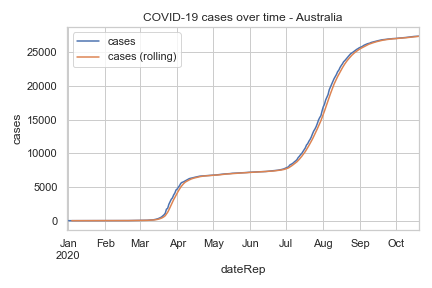 COVID-19 cases over time - Australia
cases
cases (rolling)
25000
20000
15000
10000
5000
0
cases
Jan Feb Mar Apr May Jun Jul Aug Sep Oct
2020
dateRep